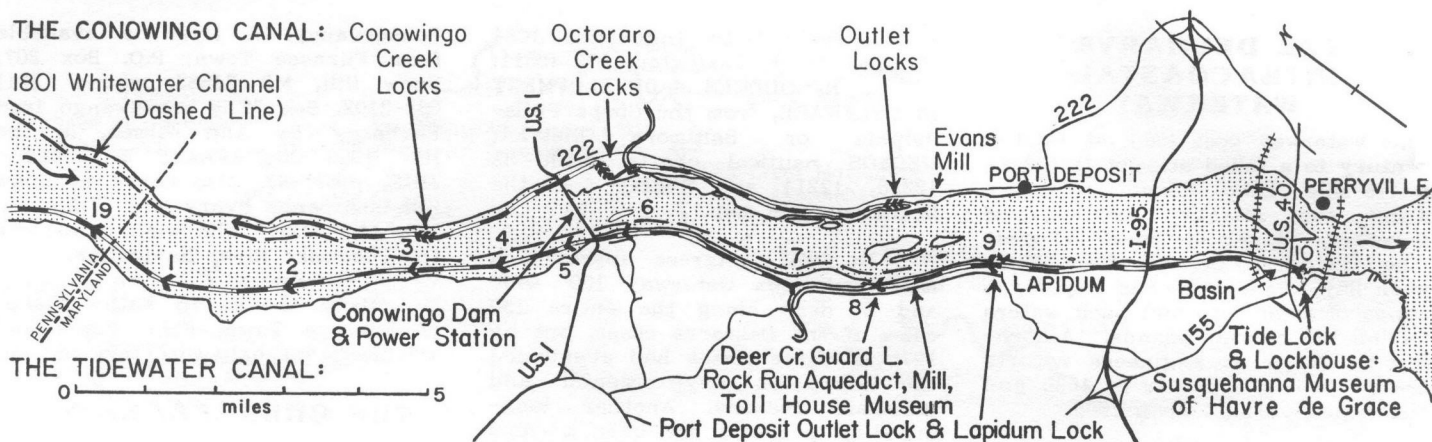 THE CONOWINGO CANAL:
1801 Whitewater Channel
(Dashed Line)
Conowingo
Creek
Locks
Octoraro
Creek
Locks
Outlet
Locks
Evans
Mill
U.S. 1
222
222
PORT DEPOSIT
PERRYVILLE
U.S. 40
I-95
K
19
1
2
3
4
5
6
7
8
9
10
PENNSYLVANIA
MARYLAND
LAPIDUM
Basin
155
Conowingo Dam
& Power Station
U.S.1
Deer Cr. Guard L.
Rock Run Aqueduct, Mill,
Toll House Museum
Port Deposit Outlet Lock & Lapidum Lock
Tide Lock
& Lockhouse:
Susquehanna Museum
of Havre de Grace
THE TIDEWATER CANAL:
0
5
miles